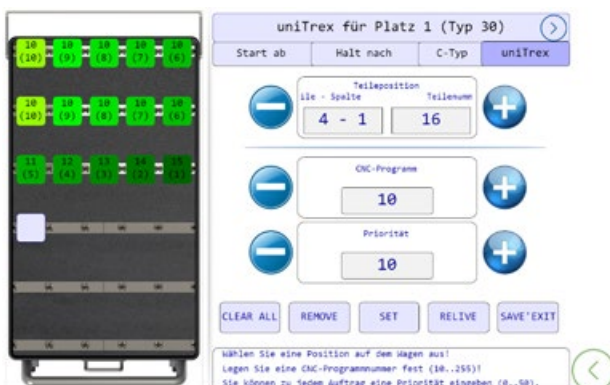 uniTrex für Platz 1 (Typ 30)
Start ab Halt nach C-Typ uniTrex
10 10 10 10 10
(10) (9) (8) (7) (6)
10 10 10 10 10
(10) (9) (8) (7) (6)
11 12 13 14 15
(5) (4) (3) (2) (1)
Teileposition
ile - Spalte Teilenumm
4 - 1 16
CNC-Programm
10
Priorität
10
CLEAR ALL REMOVE SET RELIVE SAVE'EXIT
Wählen Sie eine Position auf dem Wagen aus!
Legen Sie eine CNC-Programmnummer fest (10..255)!
Sie können zu jedem Auftrag eine Priorität eingeben (0..50).